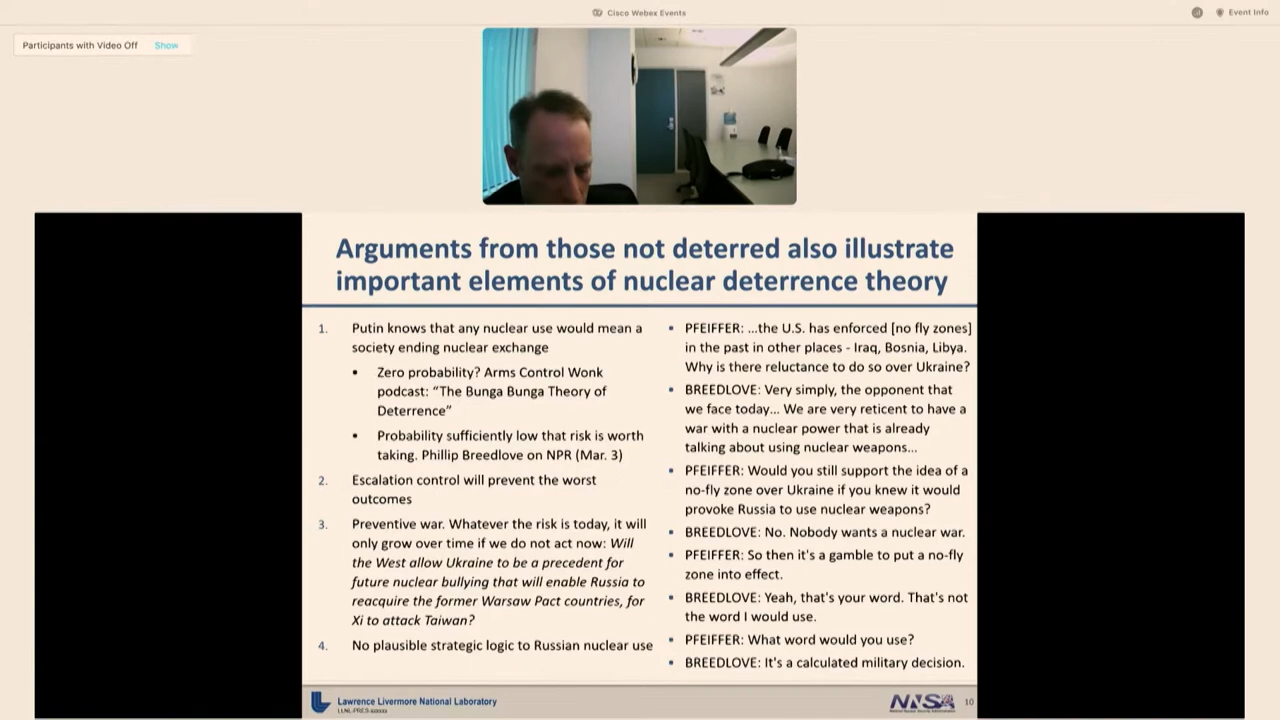 Cisco Webex Events
Event Info
Participants with Video Off Show
Arguments from those not deterred also illustrate
important elements of nuclear deterrence theory
1. Putin knows that any nuclear use would mean a
society ending nuclear exchange
• Zero probability? Arms Control Wonk
podcast: “The Bunga Bunga Theory of
Deterrence”
• Probability sufficiently low that risk is worth
taking. Phillip Breedlove on NPR (Mar. 3)
2. Escalation control will prevent the worst
outcomes
3. Preventive war. Whatever the risk is today, it will
only grow over time if we do not act now: Will
the West allow Ukraine to be a precedent for
future nuclear bullying that will enable Russia to
reacquire the former Warsaw Pact countries, for
Xi to attack Taiwan?
4. No plausible strategic logic to Russian nuclear use
• PFEIFFER: ...the U.S. has enforced [no fly zones]
in the past in other places - Iraq, Bosnia, Libya.
Why is there reluctance to do so over Ukraine?
• BREEDLOVE: Very simply, the opponent that
we face today... We are very reticent to have a
war with a nuclear power that is already
talking about using nuclear weapons...
• PFEIFFER: Would you still support the idea of a
no-fly zone over Ukraine if you knew it would
provoke Russia to use nuclear weapons?
• BREEDLOVE: No. Nobody wants a nuclear war.
• PFEIFFER: So then it's a gamble to put a no-fly
zone into effect.
• BREEDLOVE: Yeah, that's your word. That's not
the word I would use.
• PFEIFFER: What word would you use?
• BREEDLOVE: It's a calculated military decision.
Lawrence Livermore National Laboratory
LLNL-PRES-xxxxxx
NNSA
10